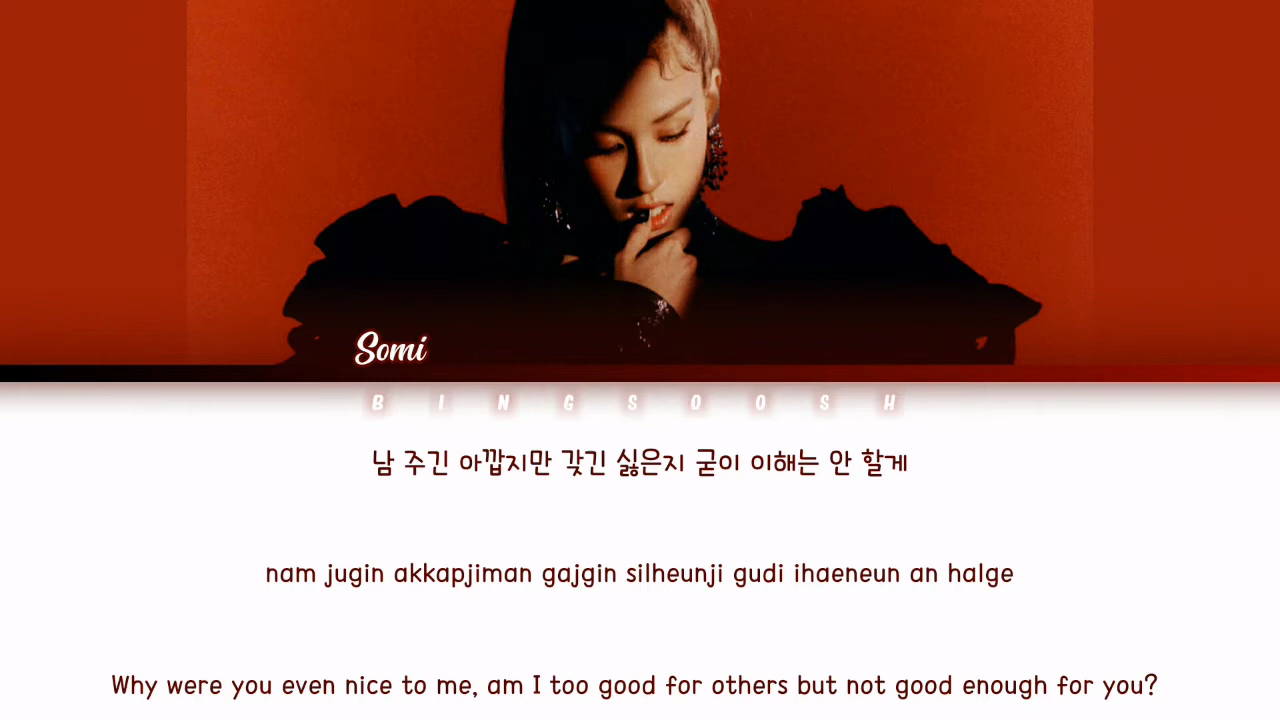 Somi
BINGSOOSH
남 주긴 아깝지만 갖긴 싫은지 굳이 이해는 안 할게
nam jugin akkapjiman gajgin silheunji gudi ihaeneun an halge
Why were you even nice to me, am I too good for others but not good enough for you?